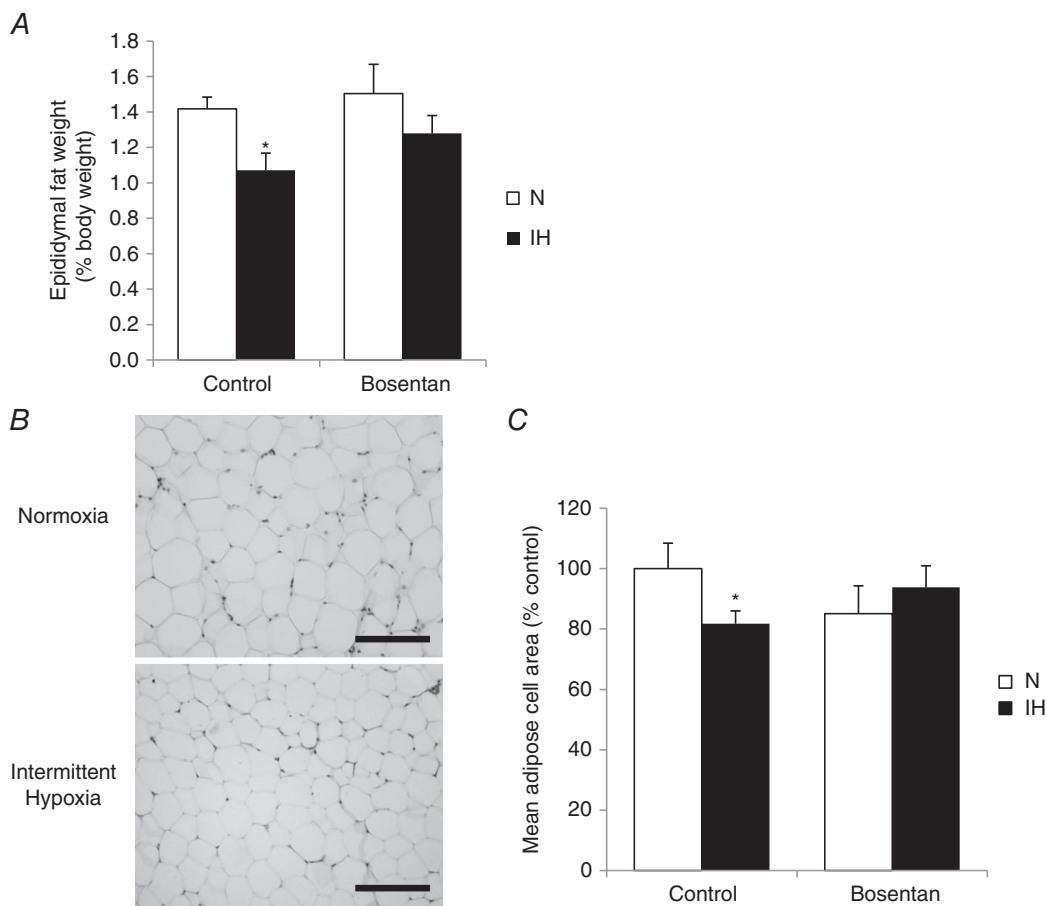 A
Epididymal fat weight
(% body weight)
1.8
1.6
1.4
1.2
1.0
0.8
0.6
0.4
0.2
0.0
*
Control
Bosentan
N
IH
B
Normoxia
Intermittent
Hypoxia
C
Mean adipose cell area (% control)
120
100
80
60
40
20
0
*
Control
Bosentan
N
IH